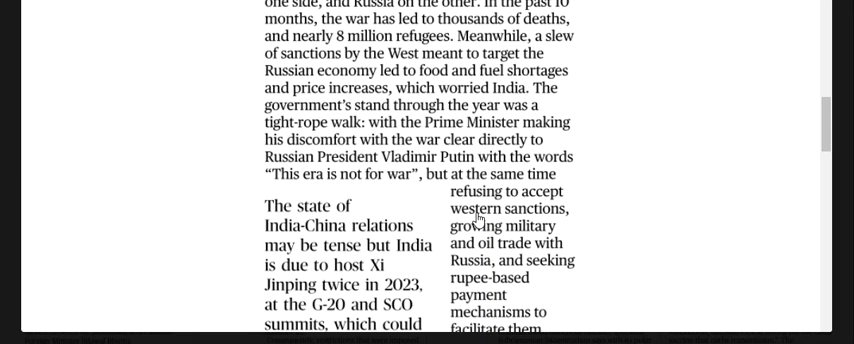 one side, and Russia on the other. In the past 10
months, the war has led to thousands of deaths,
and nearly 8 million refugees. Meanwhile, a slew
of sanctions by the West meant to target the
Russian economy led to food and fuel shortages
and price increases, which worried India. The
government's stand through the year was a
tight-rope walk: with the Prime Minister making
his discomfort with the war clear directly to
Russian President Vladimir Putin with the words
“This era is not for war”, but at the same time
refusing to accept
western sanctions,
growing military
and oil trade with
Russia, and seeking
rupee-based
payment
mechanisms to
facilitate them
The state of
India-China relations
may be tense but India
is due to host Xi
Jinping twice in 2023,
at the G-20 and SCO
summits, which could